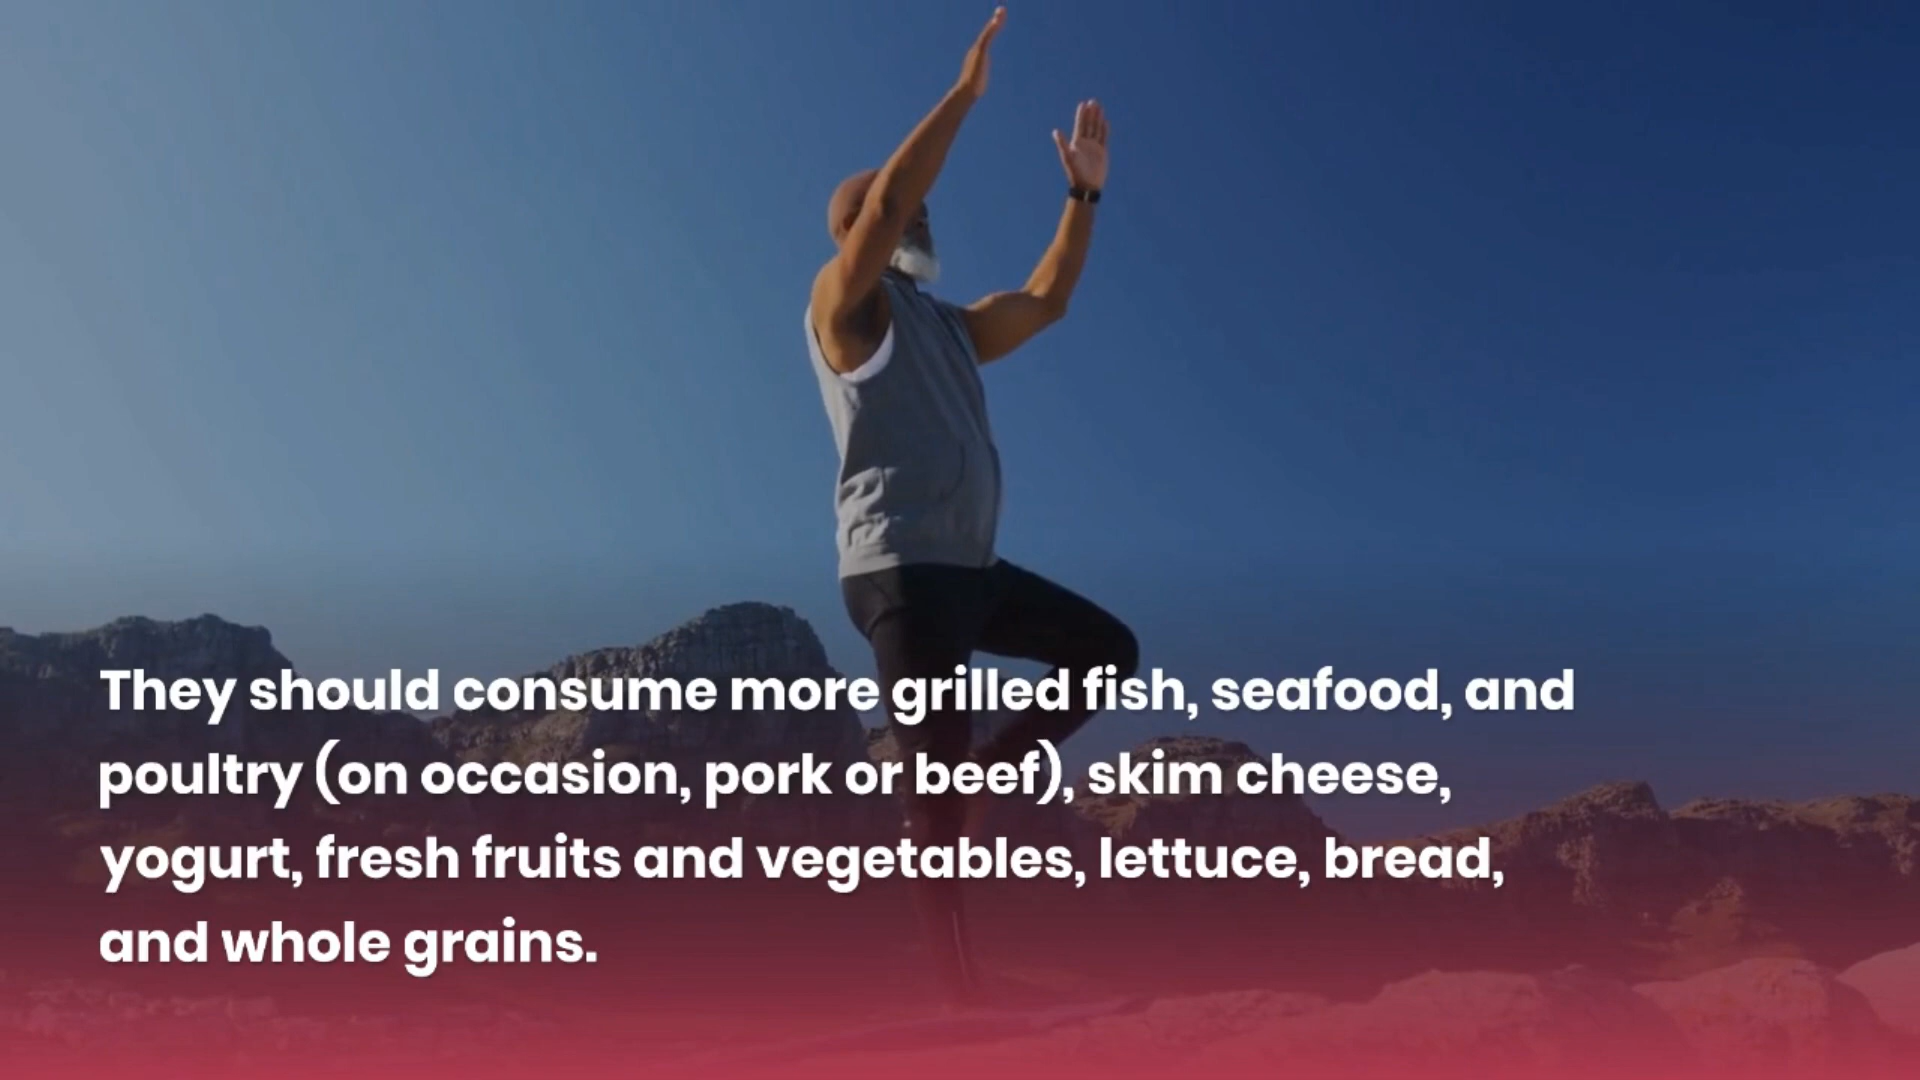 They should consume more grilled fish, seafood, and
poultry (on occasion, pork or beef), skim cheese,
yogurt, fresh fruits and vegetables, lettuce, bread,
and whole grains.